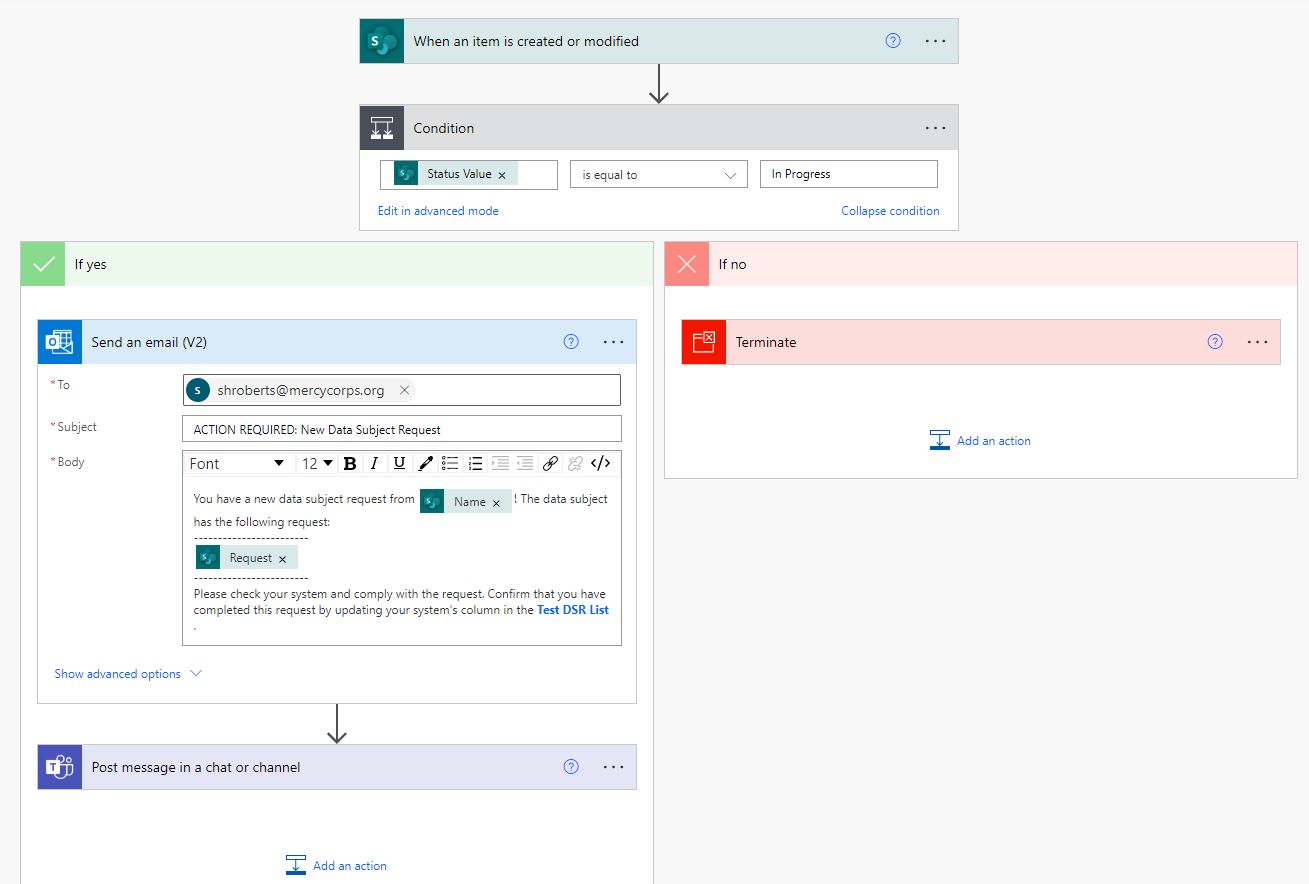 When an item is created or modified
Condition
Status Value
is equal to
In Progress
Edit in advanced mode
Collapse condition
If yes
If no
Send an email (V2)
Terminate
* To
S
shroberts@mercycorps.org
* Subject
ACTION REQUIRED: New Data Subject Request
* Body
Font
12
B
I
U
You have a new data subject request from Name ! The data subject
has the following request:
------------------------
Request
------------------------
Please check your system and comply with the request. Confirm that you have
completed this request by updating your system's column in the Test DSR List
.
Add an action
Show advanced options
Post message in a chat or channel
Add an action